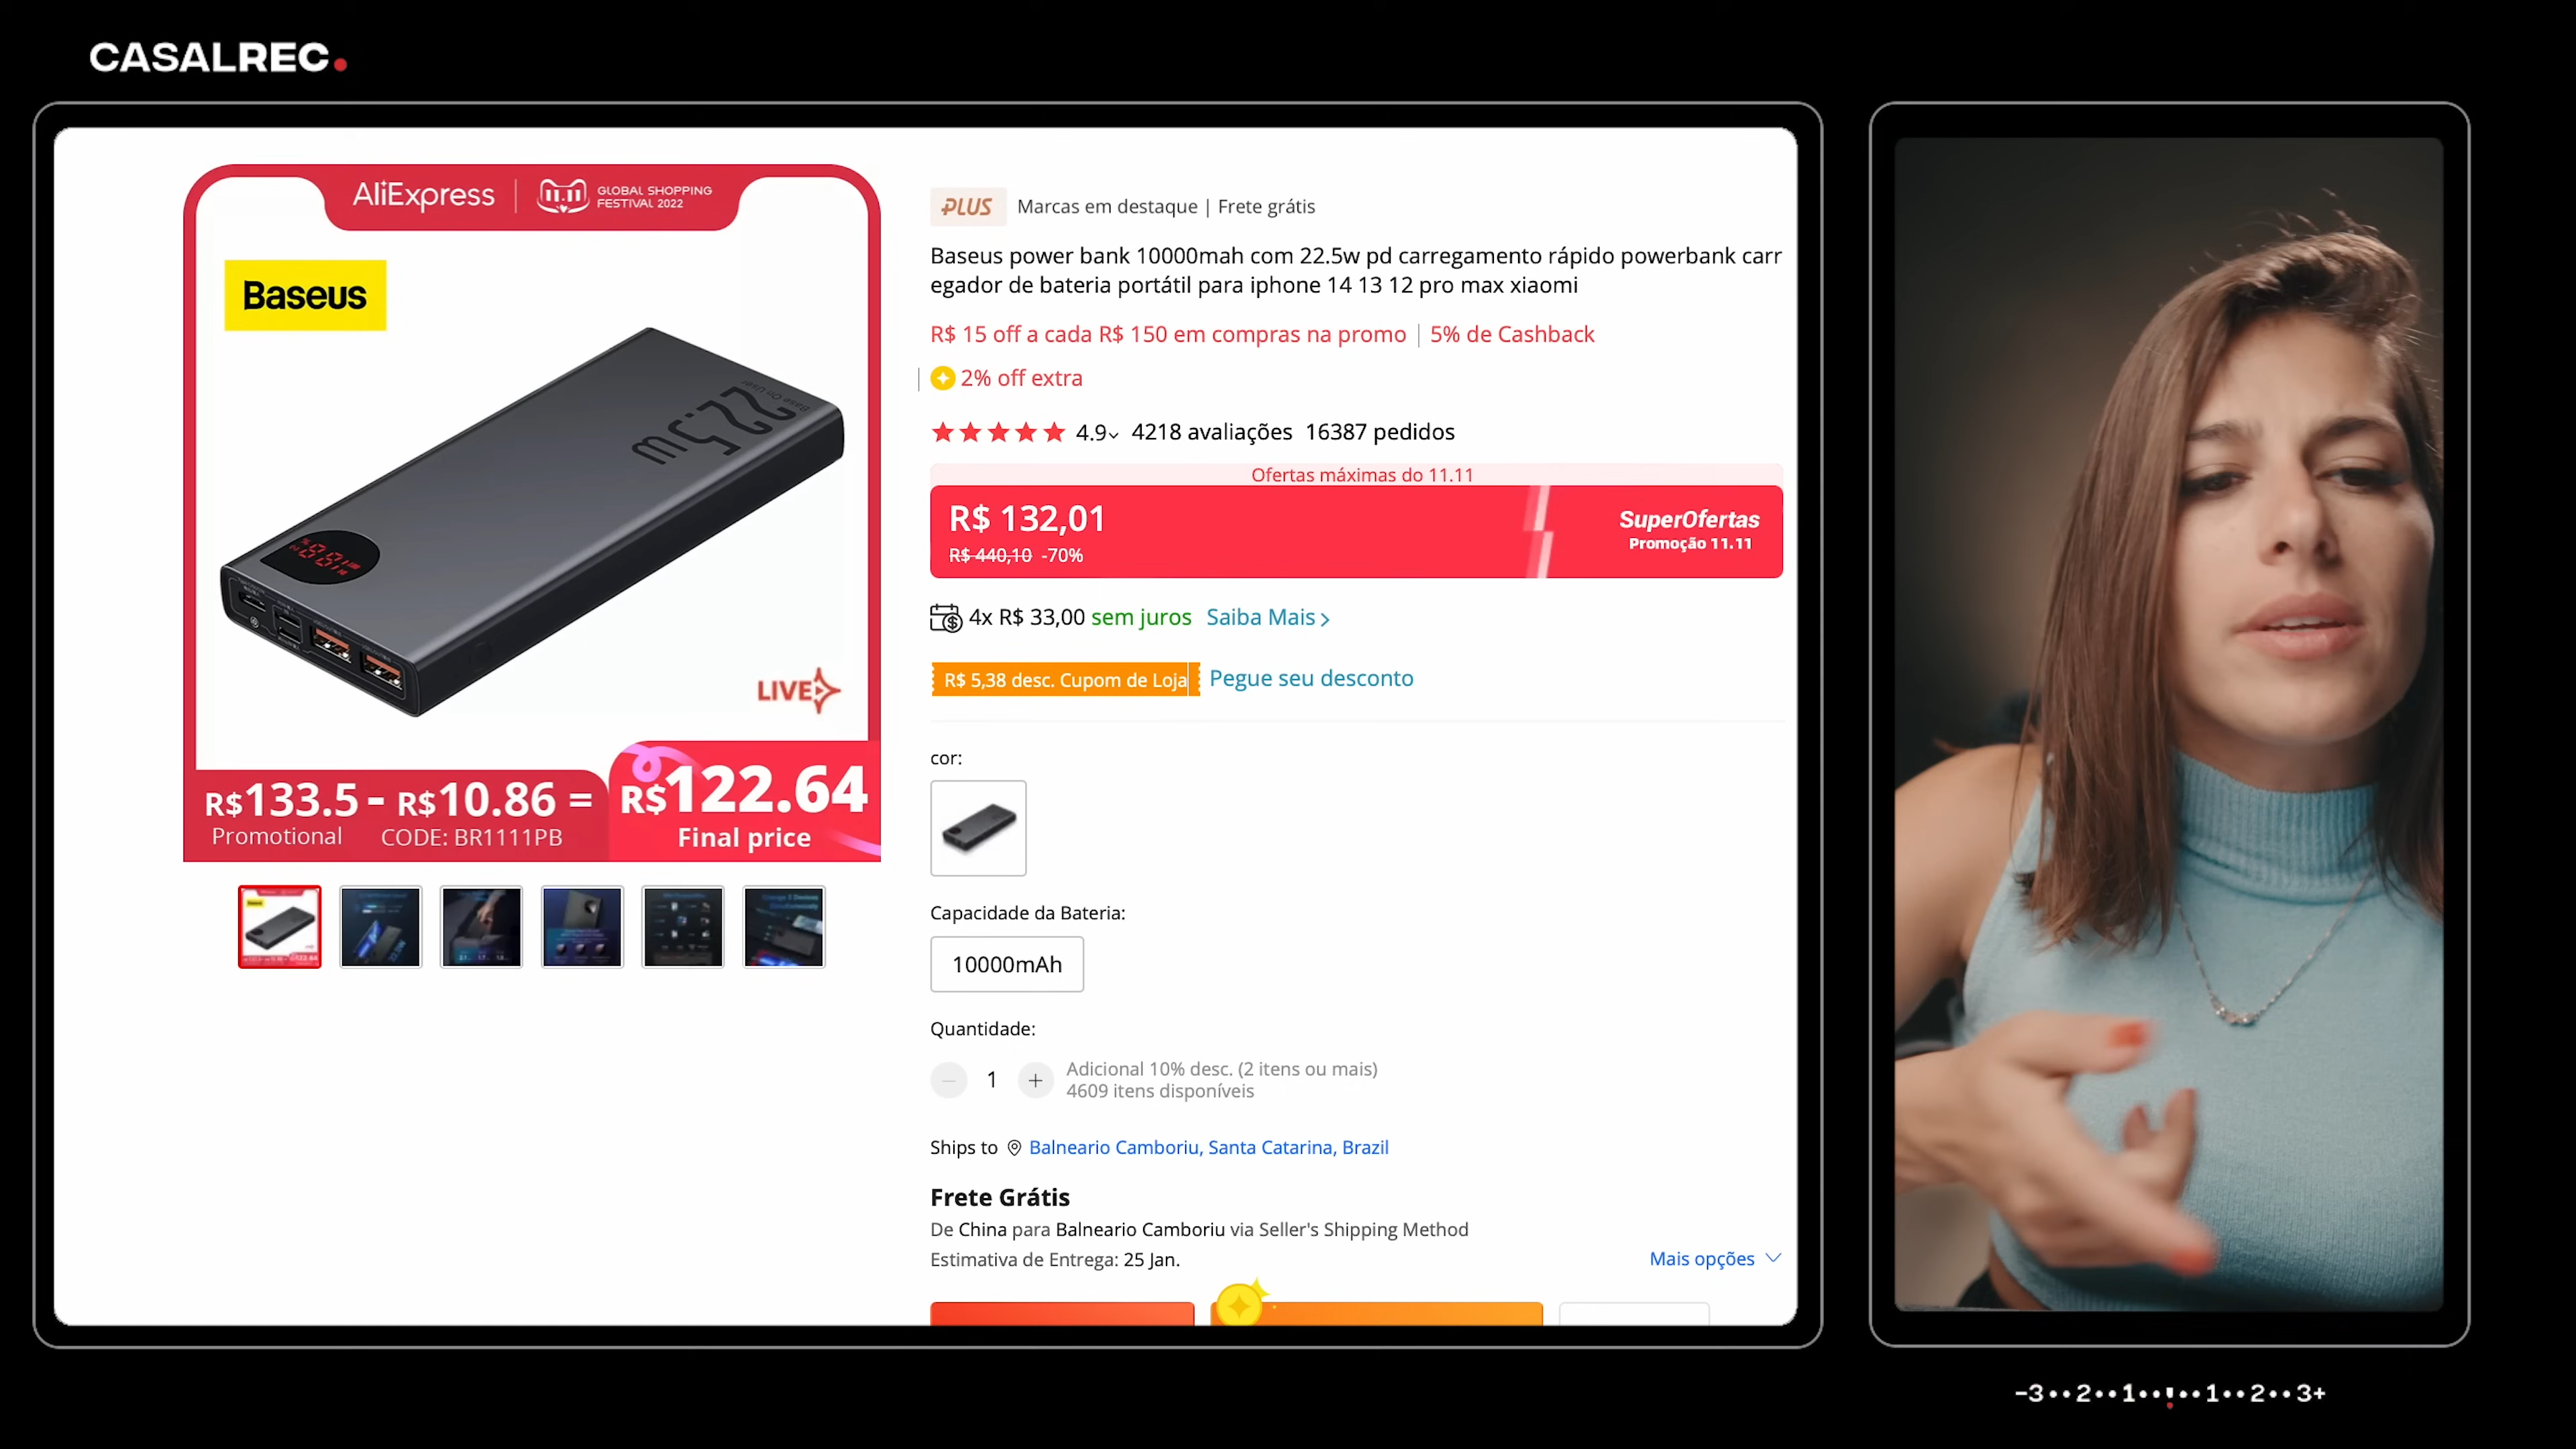 CASALREC.
AliExpress | 11.11 GLOBAL SHOPPING
FESTIVAL 2022
Baseus
22.5W
Base On User
LIVE
R$133.5 - R$10.86 = R$122.64
Promotional CODE: BR1111PB Final price
PLUS Marcas em destaque | Frete grátis
Baseus power bank 10000mah com 22.5w pd carregamento rápido powerbank carr
egador de bateria portátil para iphone 14 13 12 pro max xiaomi
R$ 15 off a cada R$ 150 em compras na promo | 5% de Cashback
| 2% off extra
4.9 4218 avaliações 16387 pedidos
Ofertas máximas do 11.11
R$ 132,01
R$ 440,10 -70%
SuperOfertas
Promoção 11.11
4x R$ 33,00 sem juros Saiba Mais >
R$ 5,38 desc. Cupom de Loja Pegue seu desconto
cor:
Capacidade da Bateria:
10000mAh
Quantidade:
− 1 + Adicional 10% desc. (2 itens ou mais)
4609 itens disponíveis
Ships to Balneario Camboriu, Santa Catarina, Brazil
Frete Grátis
De China para Balneario Camboriu via Seller's Shipping Method
Estimativa de Entrega: 25 Jan. Mais opções
-3••2••1••!••1••2••3+